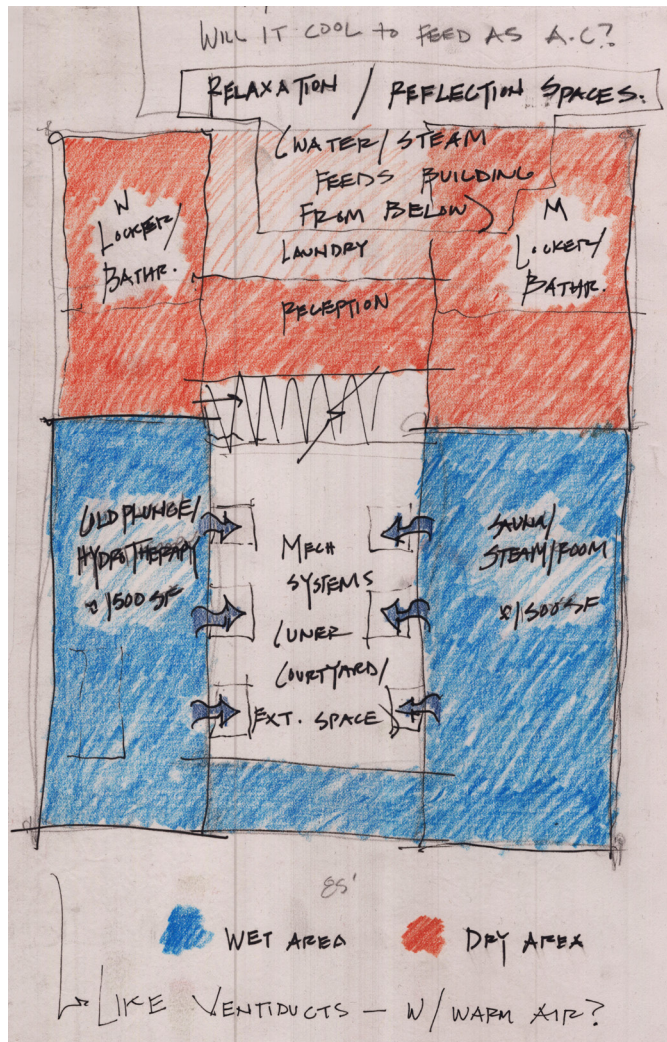 WILL IT COOL TO FEED AS A.C?
RELAXATION / REFLECTION SPACES.
(WATER/STEAM
FEEDS BUILDING
FROM BELOW)
W
LOCKER/
BATHR.
M
LOCKER/
BATHR.
LAUNDRY
RECEPTION
COLD PLUNGE/
HYDROTHERAPY
1500 SF
MECH
SYSTEMS
COURTYARD/
EXT. SPACE
SAUNA/
STEAM/ROOM
1500 SF
85'
WET AREA
DRY AREA
LIKE VENTIDUCTS — W/ WARM AIR?